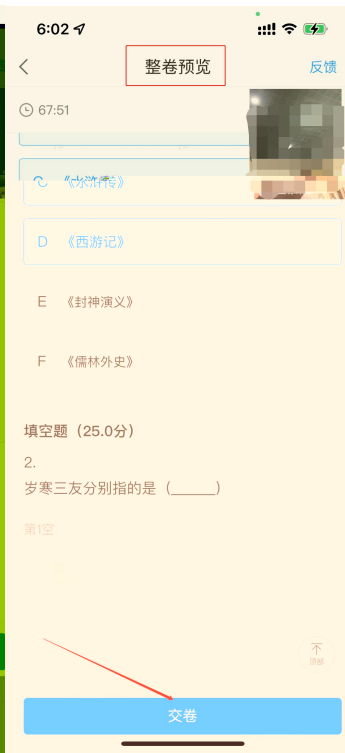 6:02
整卷预览
反馈
67:51
C 《水浒传》
D 《西游记》
E 《封神演义》
F 《儒林外史》
填空题（25.0分）
2.
岁寒三友分别指的是（______）
第1空
顶部
交卷